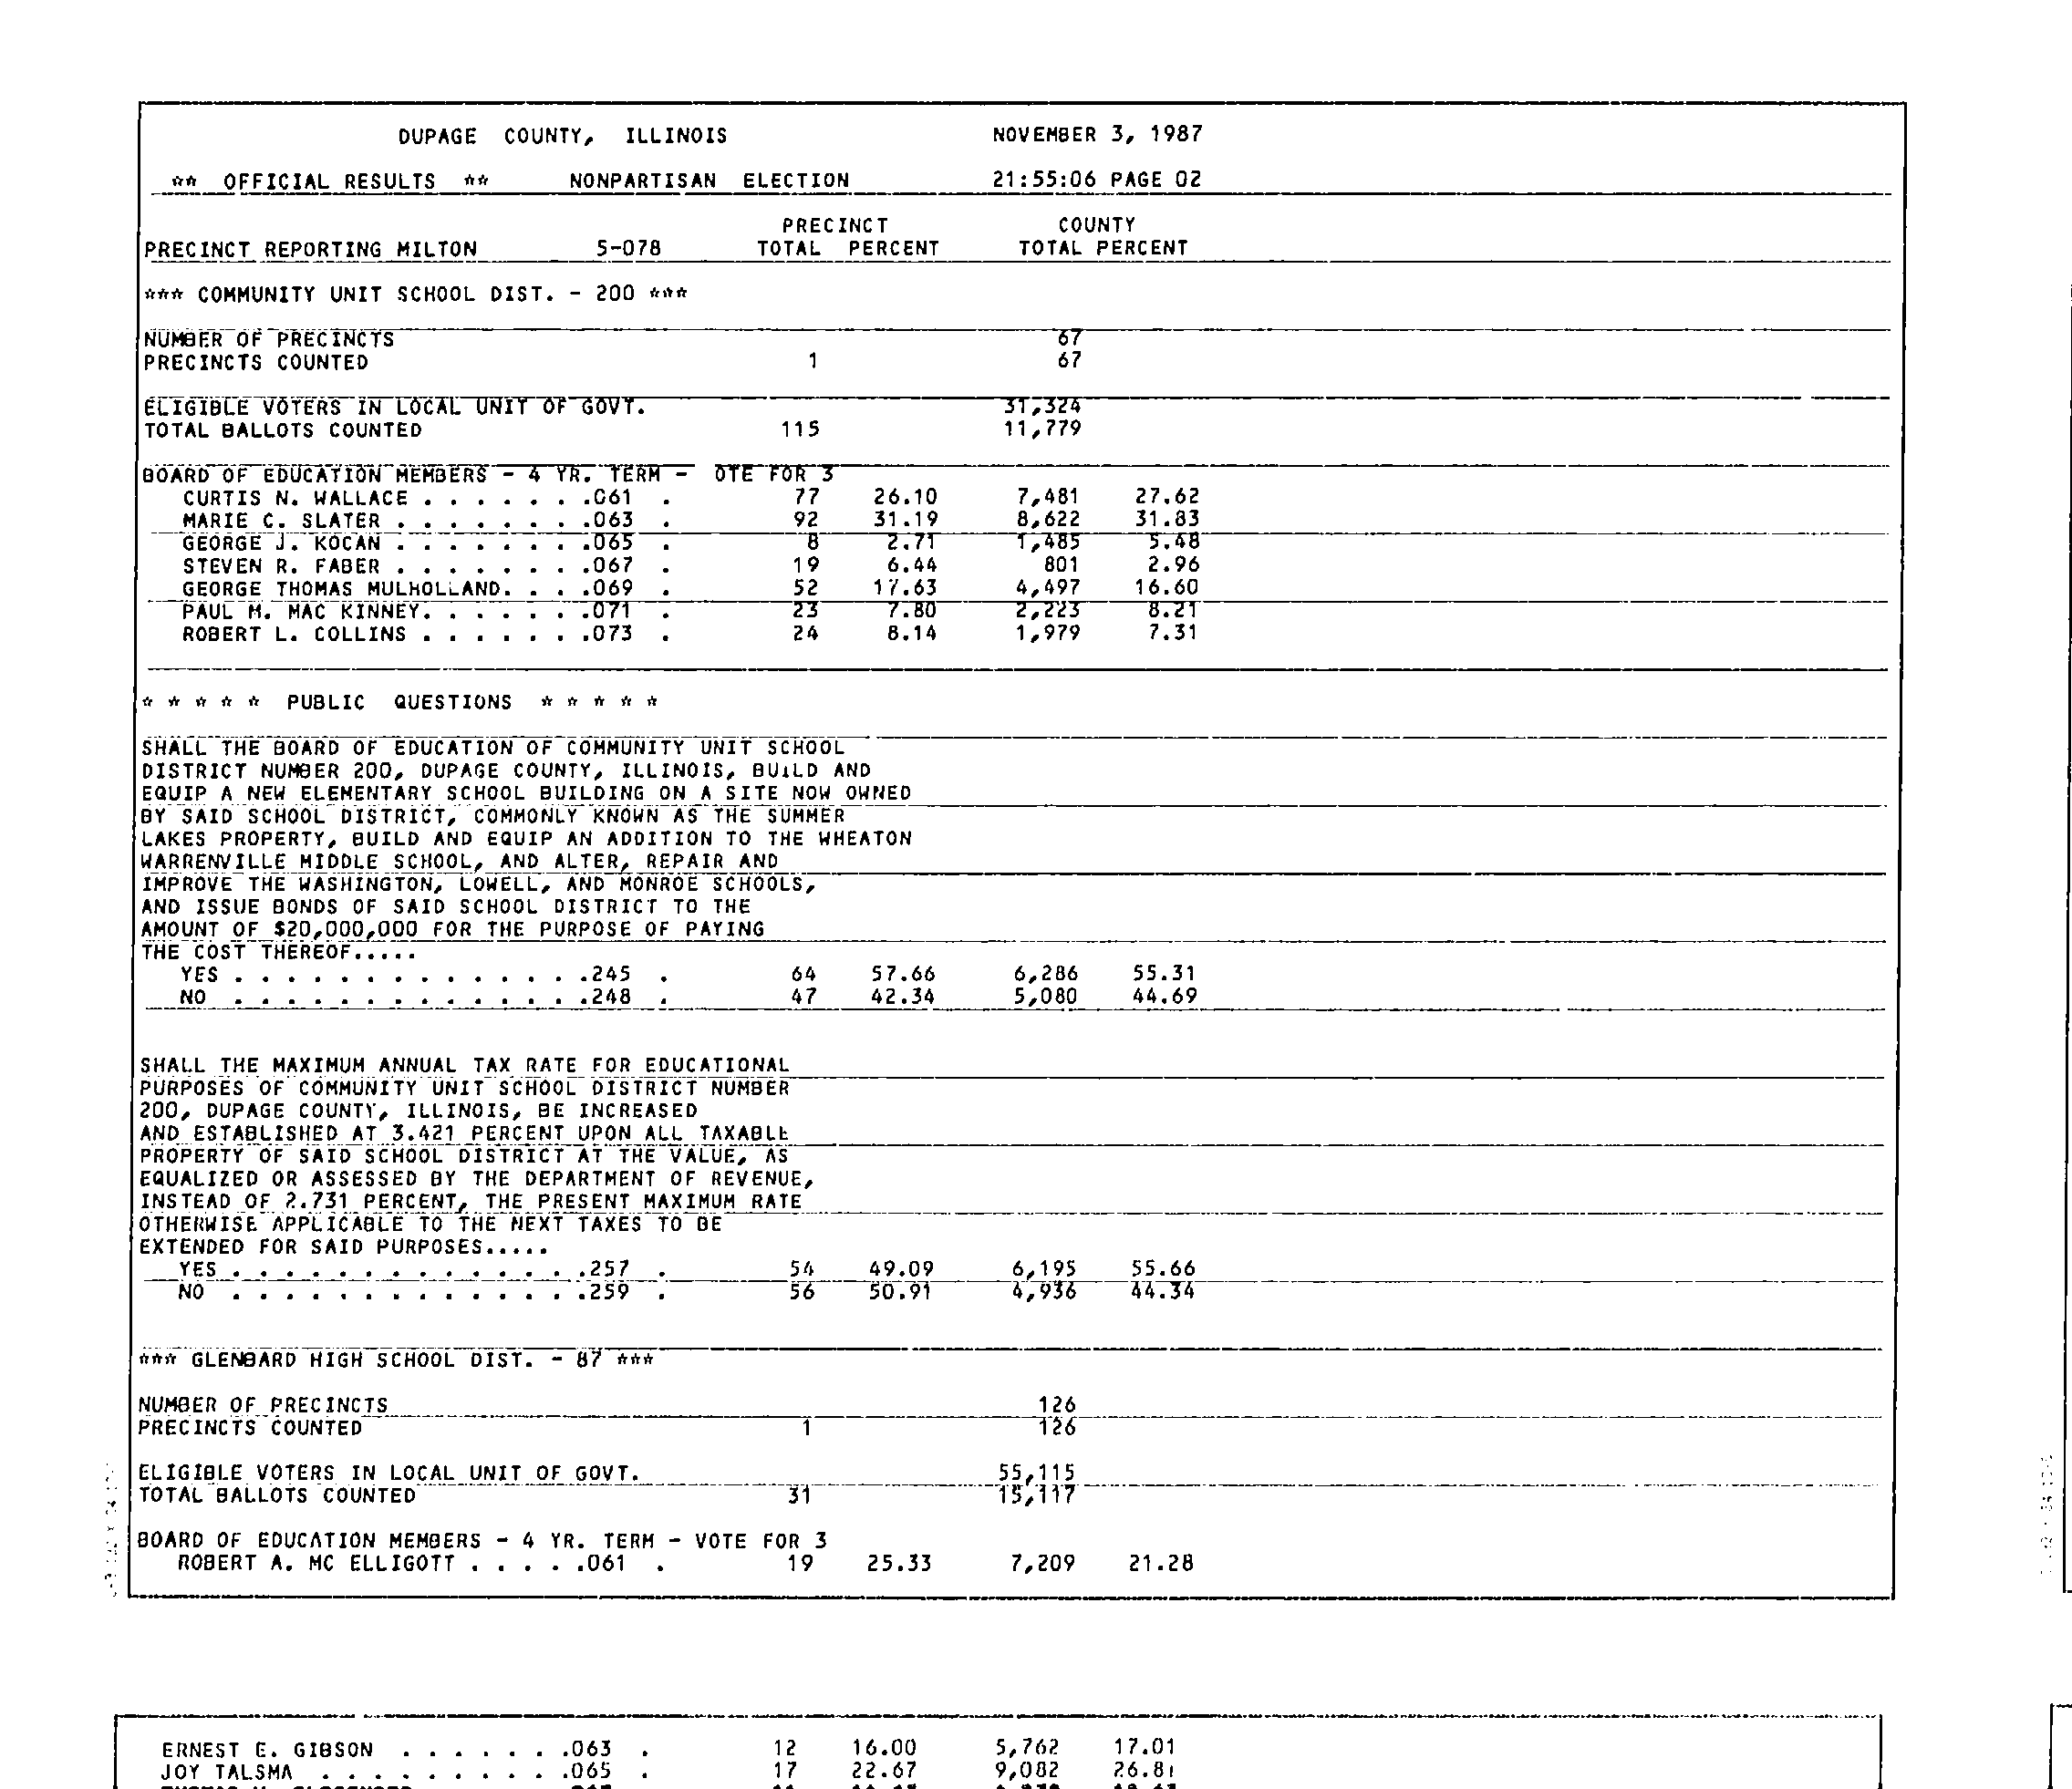 DUPAGE COUNTY, ILLINOIS NOVEMBER 3, 1987
** OFFICIAL RESULTS ** NONPARTISAN ELECTION 21:55:06 PAGE 02
PRECINCT COUNTY
PRECINCT REPORTING MILTON 5-078 TOTAL PERCENT TOTAL PERCENT
*** COMMUNITY UNIT SCHOOL DIST. - 200 ***
NUMBER OF PRECINCTS 67
PRECINCTS COUNTED 1 67
ELIGIBLE VOTERS IN LOCAL UNIT OF GOVT. 31,324
TOTAL BALLOTS COUNTED 115 11,779
BOARD OF EDUCATION MEMBERS - 4 YR. TERM - OTE FOR 3
CURTIS N. WALLACE . . . . . . .061 . 77 26.10 7,481 27.62
MARIE C. SLATER . . . . . . . .063 . 92 31.19 8,622 31.83
GEORGE J. KOCAN . . . . . . . .065 . 8 2.71 1,485 5.48
STEVEN R. FABER . . . . . . . .067 . 19 6.44 801 2.96
GEORGE THOMAS MULHOLLAND. . . .069 . 52 17.63 4,497 16.60
PAUL M. MAC KINNEY. . . . . . .071 . 23 7.80 2,223 8.21
ROBERT L. COLLINS . . . . . . .073 . 24 8.14 1,979 7.31
* * * * * PUBLIC QUESTIONS * * * * *
SHALL THE BOARD OF EDUCATION OF COMMUNITY UNIT SCHOOL
DISTRICT NUMBER 200, DUPAGE COUNTY, ILLINOIS, BUILD AND
EQUIP A NEW ELEMENTARY SCHOOL BUILDING ON A SITE NOW OWNED
BY SAID SCHOOL DISTRICT, COMMONLY KNOWN AS THE SUMMER
LAKES PROPERTY, BUILD AND EQUIP AN ADDITION TO THE WHEATON
WARRENVILLE MIDDLE SCHOOL, AND ALTER, REPAIR AND
IMPROVE THE WASHINGTON, LOWELL, AND MONROE SCHOOLS,
AND ISSUE BONDS OF SAID SCHOOL DISTRICT TO THE
AMOUNT OF $20,000,000 FOR THE PURPOSE OF PAYING
THE COST THEREOF.....
YES . . . . . . . . . . . . . .245 . 64 57.66 6,286 55.31
NO . . . . . . . . . . . . . .248 . 47 42.34 5,080 44.69
SHALL THE MAXIMUM ANNUAL TAX RATE FOR EDUCATIONAL
PURPOSES OF COMMUNITY UNIT SCHOOL DISTRICT NUMBER
200, DUPAGE COUNTY, ILLINOIS, BE INCREASED
AND ESTABLISHED AT 3.421 PERCENT UPON ALL TAXABLE
PROPERTY OF SAID SCHOOL DISTRICT AT THE VALUE, AS
EQUALIZED OR ASSESSED BY THE DEPARTMENT OF REVENUE,
INSTEAD OF 2.731 PERCENT, THE PRESENT MAXIMUM RATE
OTHERWISE APPLICABLE TO THE NEXT TAXES TO BE
EXTENDED FOR SAID PURPOSES.....
YES . . . . . . . . . . . . . .257 . 54 49.09 6,195 55.66
NO . . . . . . . . . . . . . .259 . 56 50.91 4,936 44.34
*** GLENBARD HIGH SCHOOL DIST. - 87 ***
NUMBER OF PRECINCTS 126
PRECINCTS COUNTED 1 126
ELIGIBLE VOTERS IN LOCAL UNIT OF GOVT. 55,115
TOTAL BALLOTS COUNTED 31 15,117
BOARD OF EDUCATION MEMBERS - 4 YR. TERM - VOTE FOR 3
ROBERT A. MC ELLIGOTT . . . . .061 . 19 25.33 7,209 21.28
ERNEST E. GIBSON . . . . . . .063 . 12 16.00 5,762 17.01
JOY TALSMA . . . . . . . . . .065 . 17 22.67 9,082 26.81